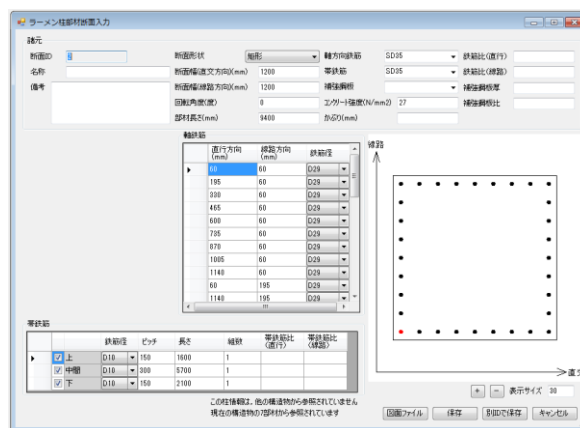 ラーメン柱部材断面入力
諸元
断面ID 2 断面形状 矩形 軸方向鉄筋 SD35 鉄筋比(直行)
名称 断面幅(直交方向)(mm) 1200 帯鉄筋 SD35 鉄筋比(線路)
備考 断面幅(線路方向)(mm) 1200 補強鋼板 補強鋼板厚
回転角度(度) 0 コンクリート強度(N/mm2) 27 補強鋼板比
部材長さ(mm) 9400 かぶり(mm)
軸鉄筋
直行方向(mm) 線路方向(mm) 鉄筋径
60 60 D29
195 60 D29
330 60 D29
465 60 D29
600 60 D29
735 60 D29
870 60 D29
1005 60 D29
1140 60 D29
60 195 D29
1140 195 D29
線路
直交
帯鉄筋
鉄筋径 ピッチ 長さ 組数 帯鉄筋比(直行) 帯鉄筋比(線路)
上 D10 150 1600 1
中間 D10 300 5700 1
下 D10 150 2100 1
+ - 表示サイズ 30
この柱情報は、他の構造物から参照されていません
現在の構造物の7部材から参照されています
図面ファイル 保存 別IDで保存 キャンセル